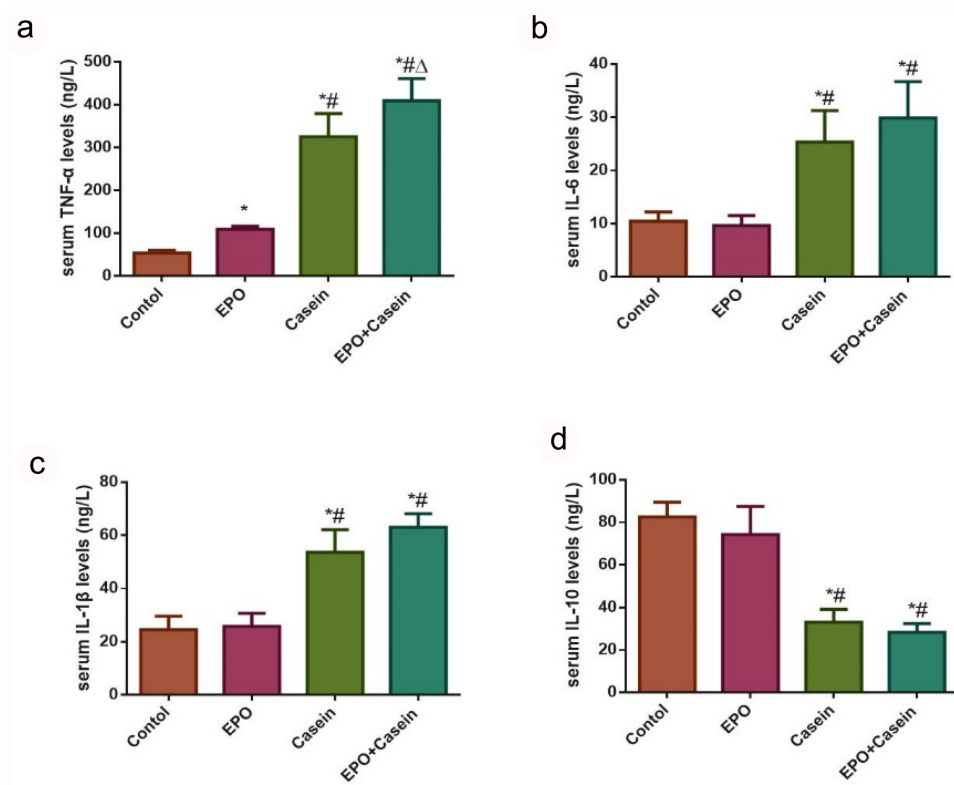 a
serum TNF-α levels (ng/L)
500
400
300
200
100
0
*
*#
*#Δ
Contol
EPO
Casein
EPO+Casein
b
serum IL-6 levels (ng/L)
40
30
20
10
0
*#
*#
Contol
EPO
Casein
EPO+Casein
c
serum IL-1β levels (ng/L)
80
60
40
20
0
*#
*#
Contol
EPO
Casein
EPO+Casein
d
serum IL-10 levels (ng/L)
100
80
60
40
20
0
*#
*#
Contol
EPO
Casein
EPO+Casein